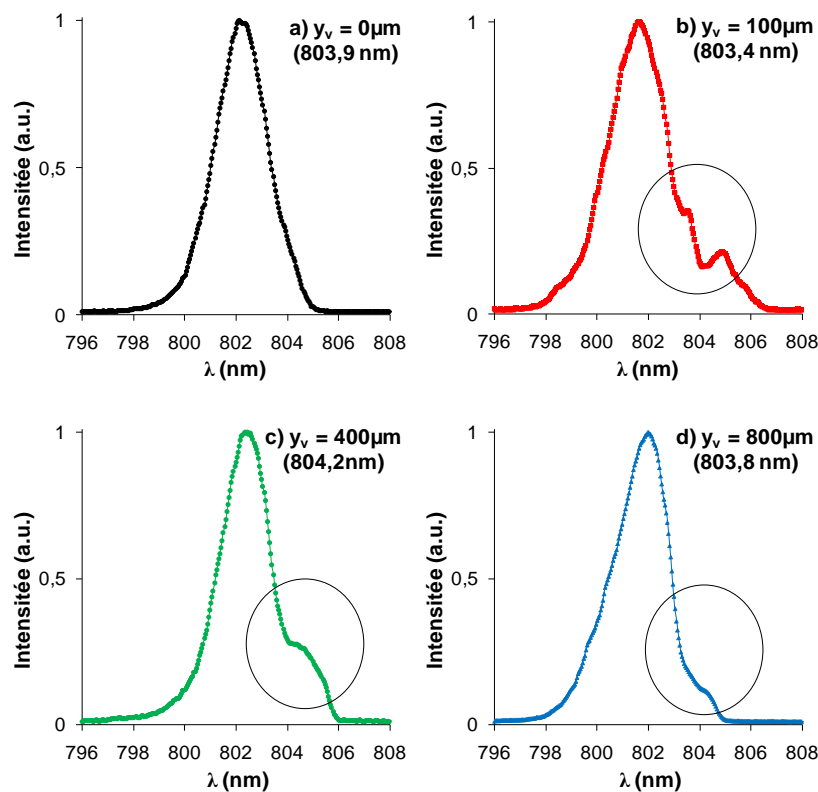 a) yᵥ = 0µm
(803,9 nm)
Intensitée (a.u.)
1
0,5
0
796 798 800 802 804 806 808
λ (nm)
b) yᵥ = 100µm
(803,4 nm)
Intensitée (a.u.)
1
0,5
0
796 798 800 802 804 806 808
λ (nm)
c) yᵥ = 400µm
(804,2nm)
Intensitée (a.u.)
1
0,5
0
796 798 800 802 804 806 808
λ (nm)
d) yᵥ = 800µm
(803,8 nm)
Intensitée (a.u.)
1
0,5
0
796 798 800 802 804 806 808
λ (nm)